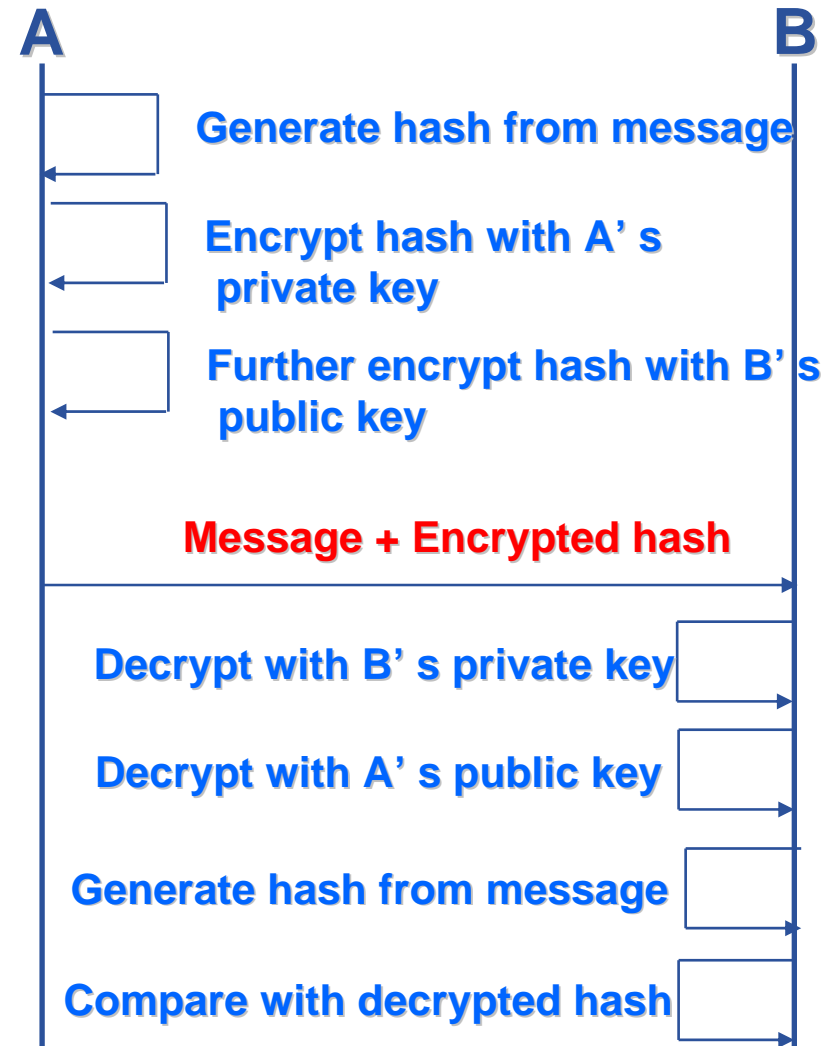 A
B
Generate hash from message
Encrypt hash with A’ s
private key
Further encrypt hash with B’ s
public key
Message + Encrypted hash
Decrypt with B’ s private key
Decrypt with A’ s public key
Generate hash from message
Compare with decrypted hash